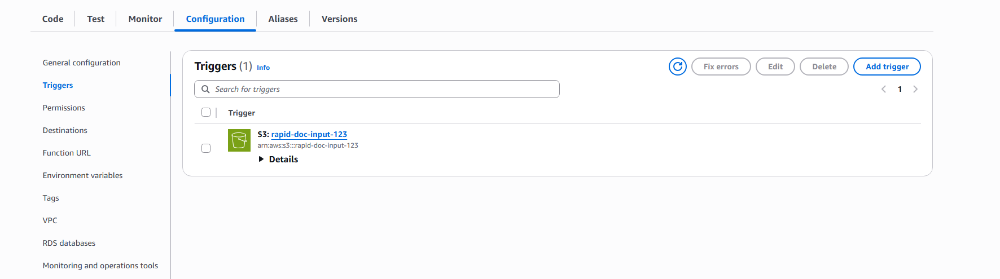 Code Test Monitor Configuration Aliases Versions
General configuration
Triggers
Permissions
Destinations
Function URL
Environment variables
Tags
VPC
RDS databases
Monitoring and operations tools
Triggers (1) Info
Fix errors Edit Delete Add trigger
Search for triggers
1
Trigger
S3: rapid-doc-input-123
arn:aws:s3:::rapid-doc-input-123
Details